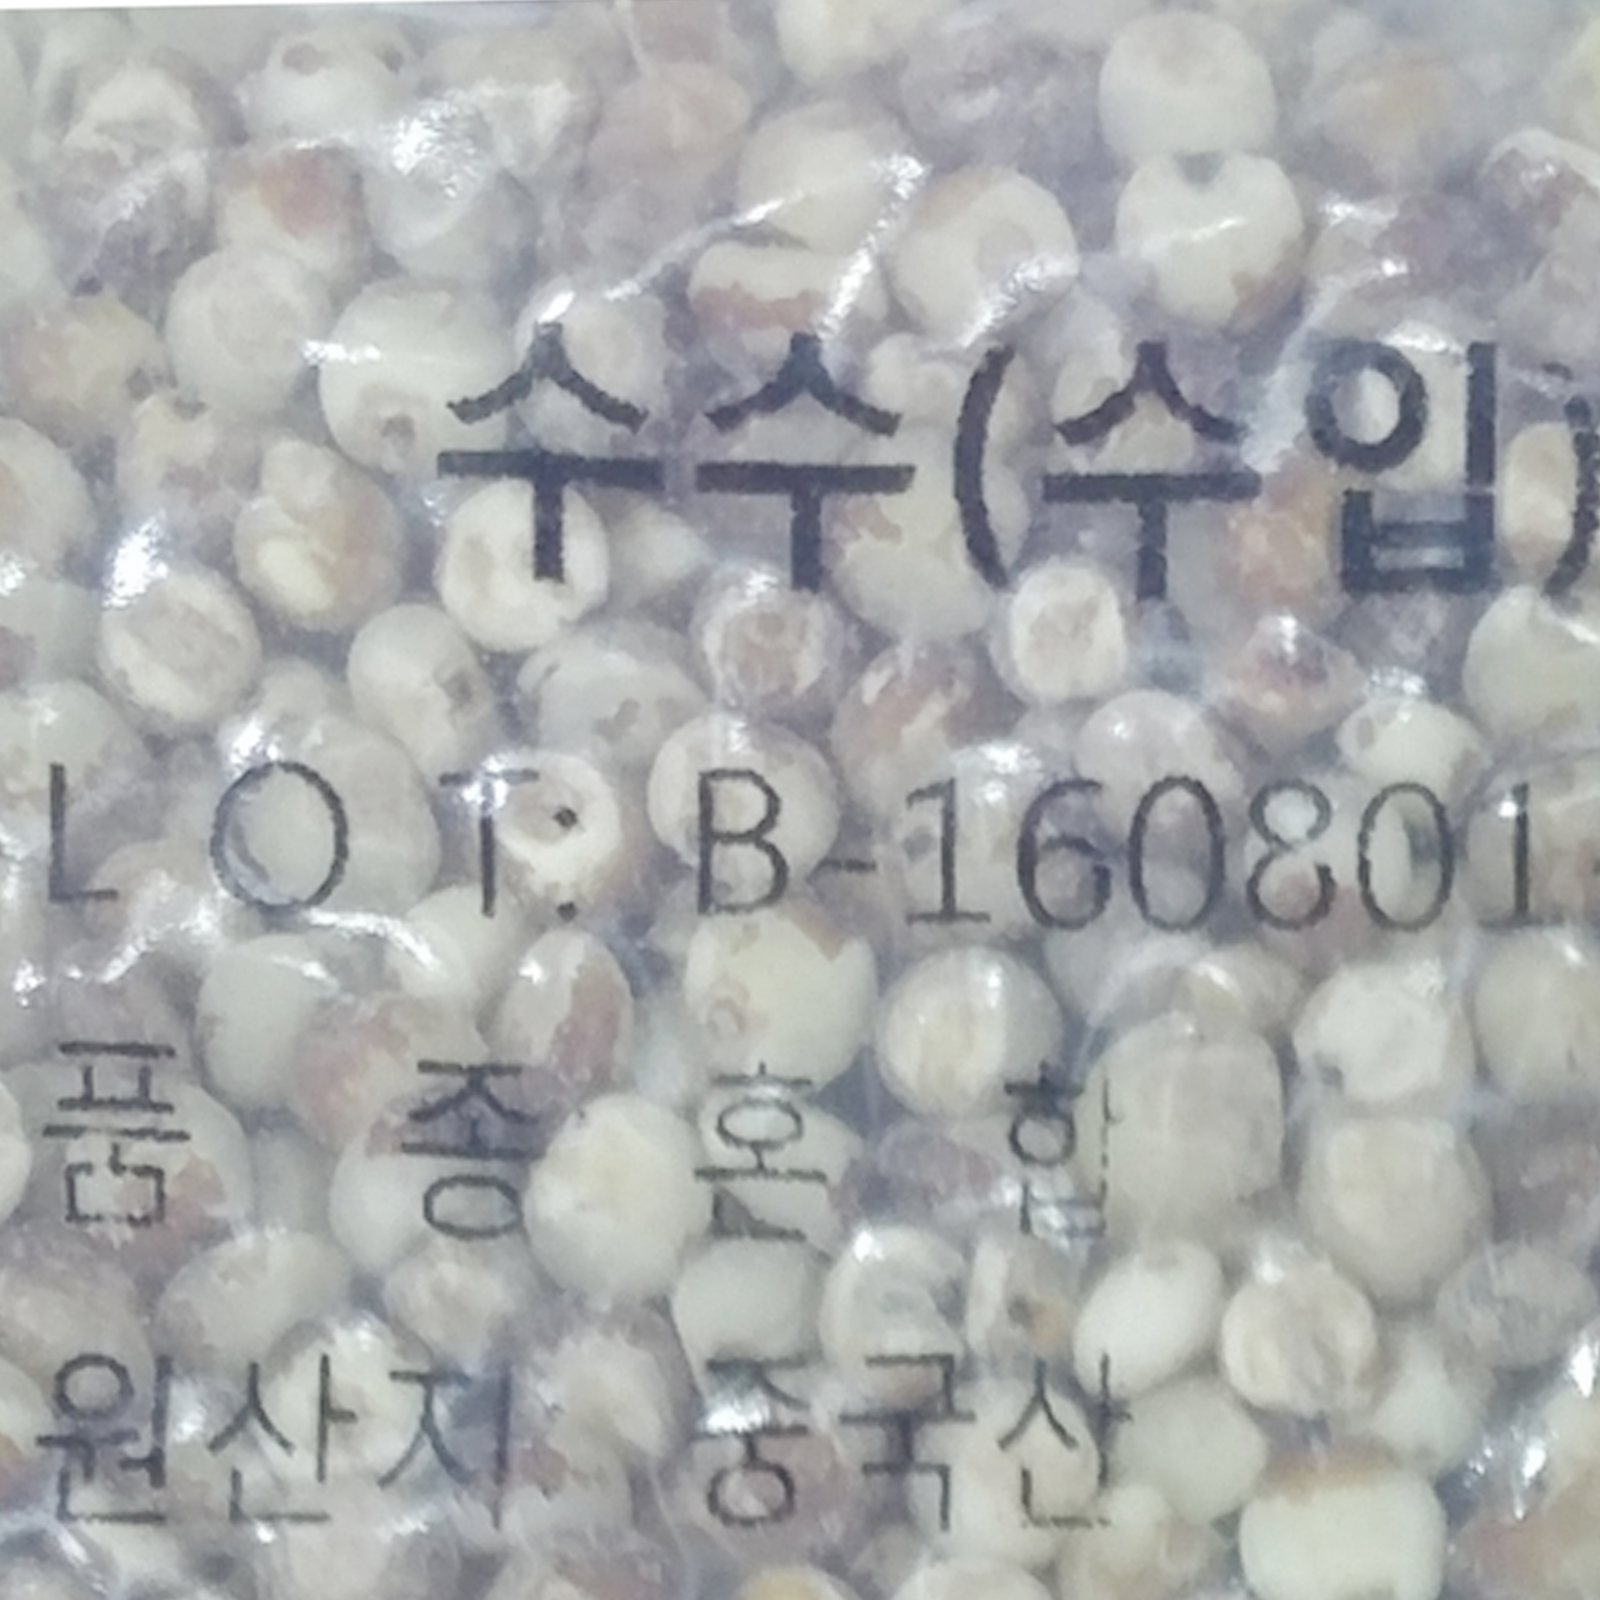 수수(수입)
LOT: B-160801-
품 종 혼 합
원산지 중국산